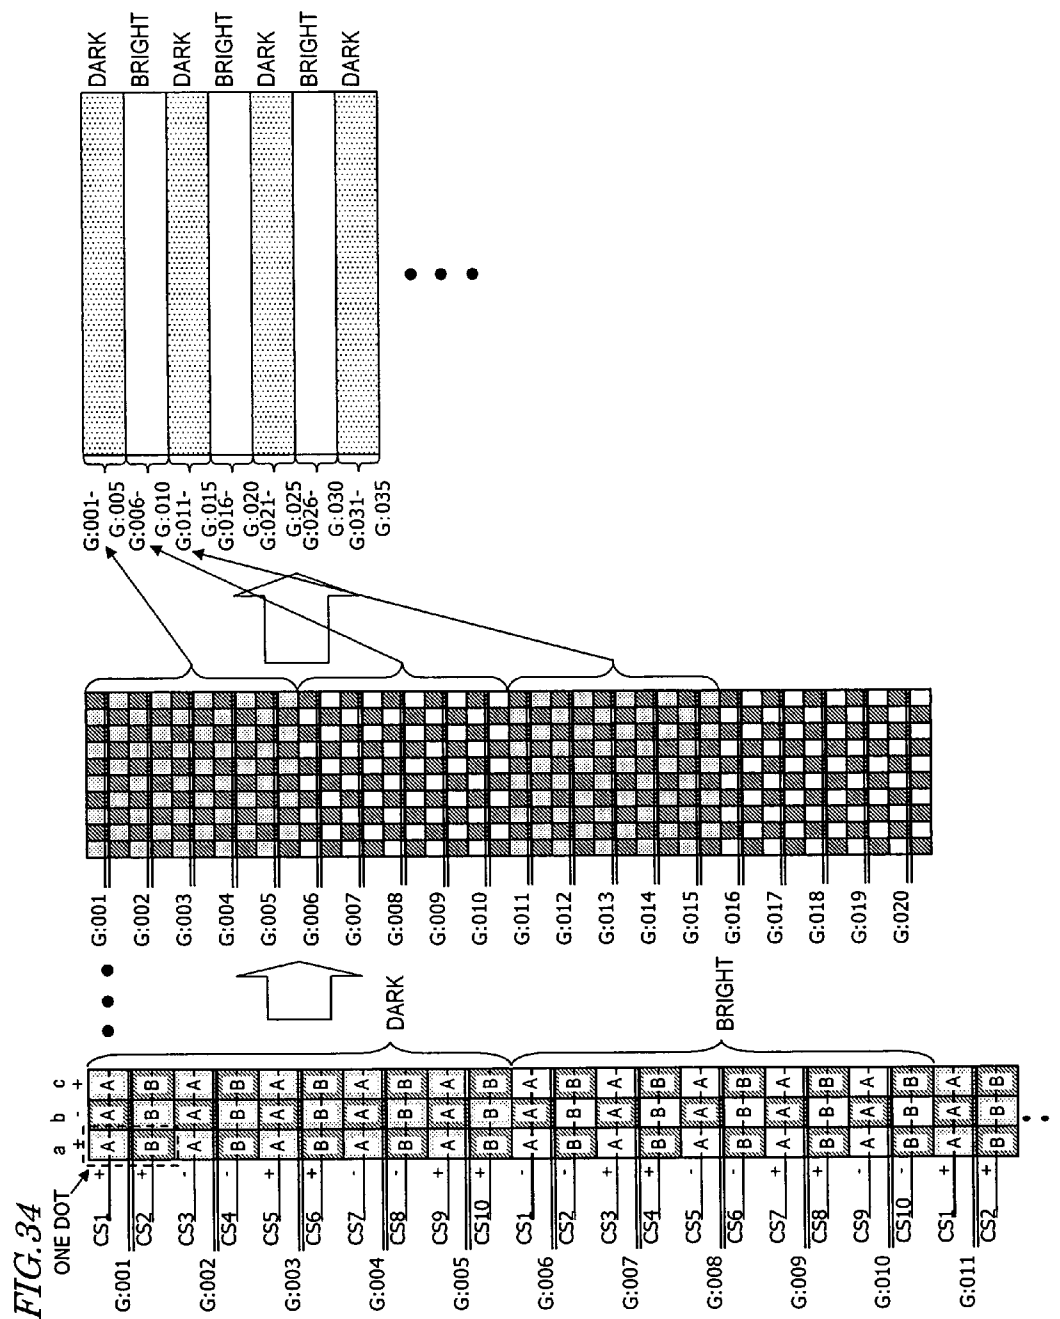 FIG.34
ONE DOT
a b c
+ - +
CS1 + A A A
G:001
CS2 + B B B
CS3 - A A A
G:002
CS4 - B B B
CS5 + A A A
G:003
CS6 + B B B
CS7 - A A A
G:004
CS8 - B B B
CS9 + A A A
G:005
CS10 + B B B
CS1 - A A A
G:006
CS2 - B B B
CS3 + A A A
G:007
CS4 + B B B
CS5 - A A A
G:008
CS6 - B B B
CS7 + A A A
G:009
CS8 + B B B
CS9 - A A A
G:010
CS10 - B B B
CS1 + A A A
G:011
CS2 + B B B
DARK
BRIGHT
G:001
G:002
G:003
G:004
G:005
G:006
G:007
G:008
G:009
G:010
G:011
G:012
G:013
G:014
G:015
G:016
G:017
G:018
G:019
G:020
G:001-
G:005
DARK
G:006-
G:010
BRIGHT
G:011-
G:015
DARK
G:016-
G:020
BRIGHT
G:021-
G:025
DARK
G:026-
G:030
BRIGHT
G:031-
G:035
DARK